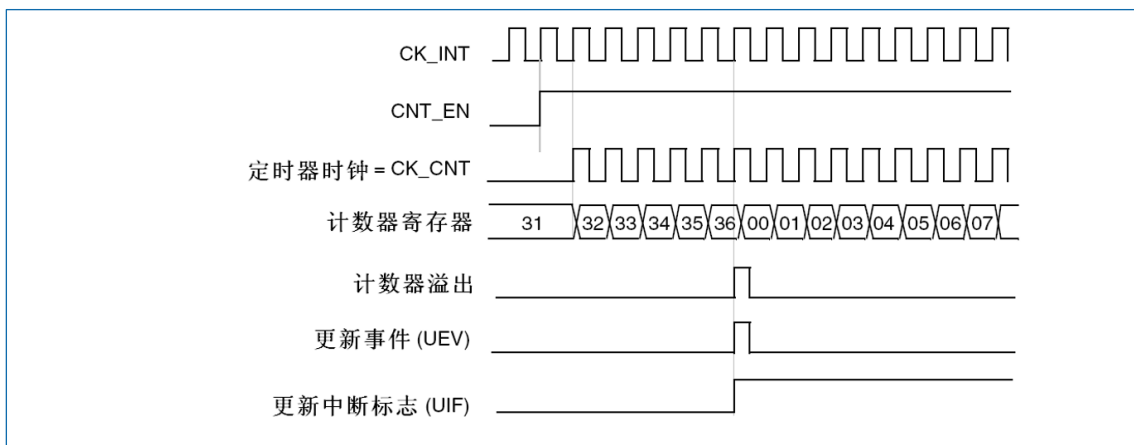 CK_INT
CNT_EN
定时器时钟 = CK_CNT
计数器寄存器 31 32 33 34 35 36 00 01 02 03 04 05 06 07
计数器溢出
更新事件 (UEV)
更新中断标志 (UIF)